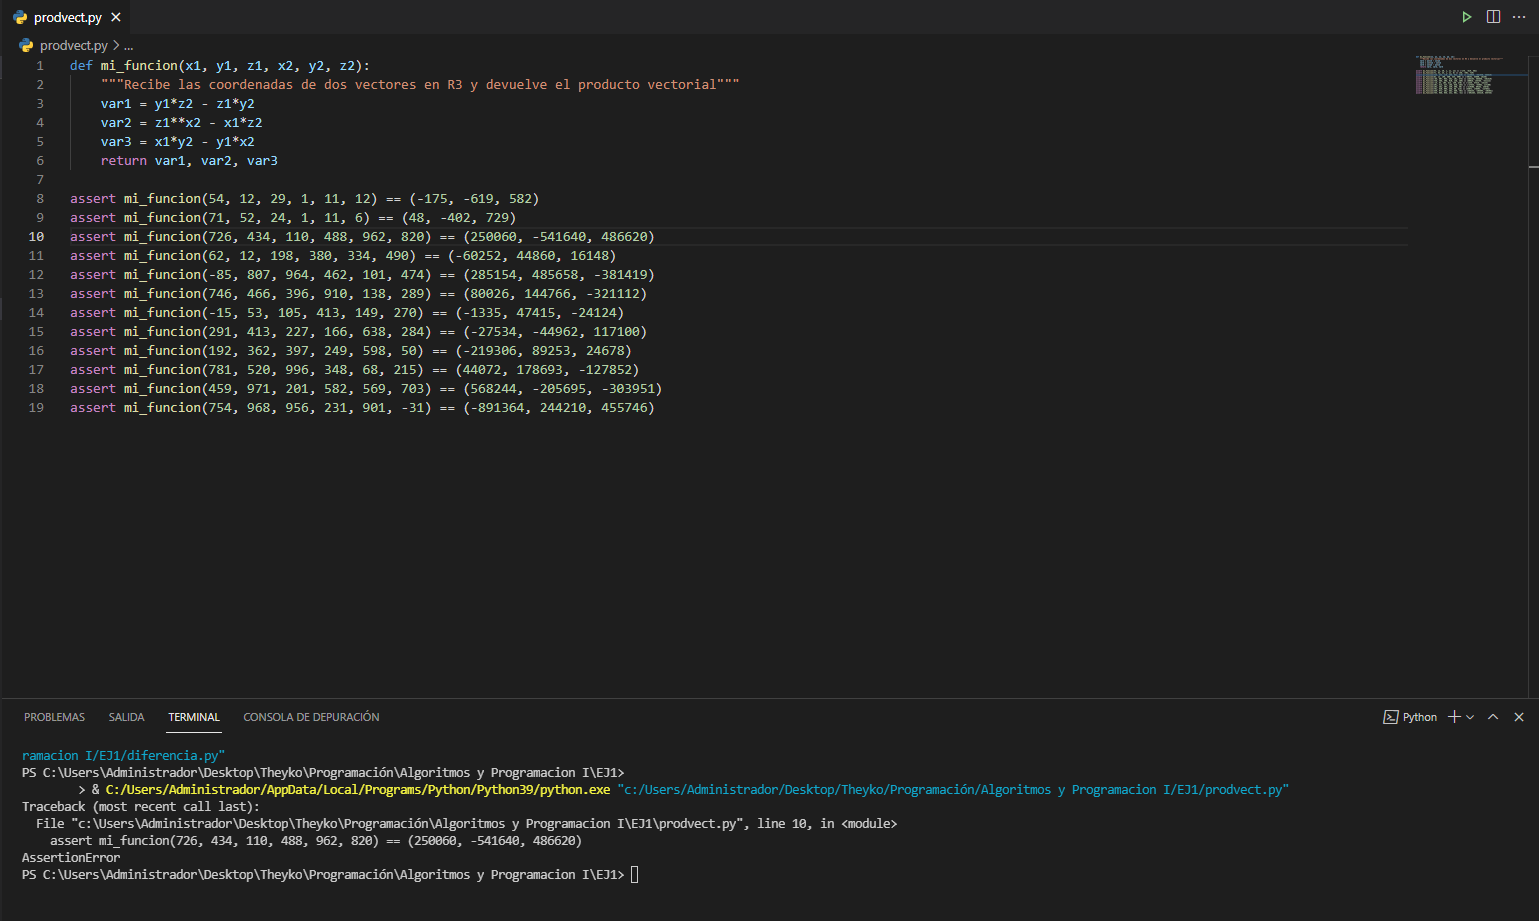 prodvect.py
prodvect.py > ...
1 def mi_funcion(x1, y1, z1, x2, y2, z2):
2     """Recibe las coordenadas de dos vectores en R3 y devuelve el producto vectorial"""
3     var1 = y1*z2 - z1*y2
4     var2 = z1**x2 - x1*z2
5     var3 = x1*y2 - y1*x2
6     return var1, var2, var3
7
8 assert mi_funcion(54, 12, 29, 1, 11, 12) == (-175, -619, 582)
9 assert mi_funcion(71, 52, 24, 1, 11, 6) == (48, -402, 729)
10 assert mi_funcion(726, 434, 110, 488, 962, 820) == (250060, -541640, 486620)
11 assert mi_funcion(62, 12, 198, 380, 334, 490) == (-60252, 44860, 16148)
12 assert mi_funcion(-85, 807, 964, 462, 101, 474) == (285154, 485658, -381419)
13 assert mi_funcion(746, 466, 396, 910, 138, 289) == (80026, 144766, -321112)
14 assert mi_funcion(-15, 53, 105, 413, 149, 270) == (-1335, 47415, -24124)
15 assert mi_funcion(291, 413, 227, 166, 638, 284) == (-27534, -44962, 117100)
16 assert mi_funcion(192, 362, 397, 249, 598, 50) == (-219306, 89253, 24678)
17 assert mi_funcion(781, 520, 996, 348, 68, 215) == (44072, 178693, -127852)
18 assert mi_funcion(459, 971, 201, 582, 569, 703) == (568244, -205695, -303951)
19 assert mi_funcion(754, 968, 956, 231, 901, -31) == (-891364, 244210, 455746)
PROBLEMAS SALIDA TERMINAL CONSOLA DE DEPURACIÓN Python
ramacion I/EJ1/diferencia.py"
PS C:\Users\Administrador\Desktop\Theyko\Programación\Algoritmos y Programacion I\EJ1>
> & C:/Users/Administrador/AppData/Local/Programs/Python/Python39/python.exe "c:/Users/Administrador/Desktop/Theyko/Programación/Algoritmos y Programacion I/EJ1/prodvect.py"
Traceback (most recent call last):
  File "c:\Users\Administrador\Desktop\Theyko\Programación\Algoritmos y Programacion I\EJ1\prodvect.py", line 10, in <module>
    assert mi_funcion(726, 434, 110, 488, 962, 820) == (250060, -541640, 486620)
AssertionError
PS C:\Users\Administrador\Desktop\Theyko\Programación\Algoritmos y Programacion I\EJ1>